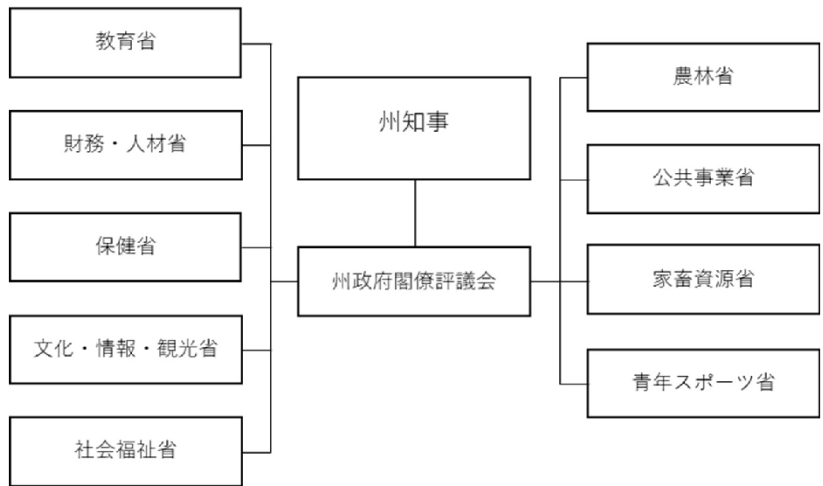 教育省
財務・人材省
保健省
文化・情報・観光省
社会福祉省
州知事
州政府閣僚評議会
農林省
公共事業省
家畜資源省
青年スポーツ省